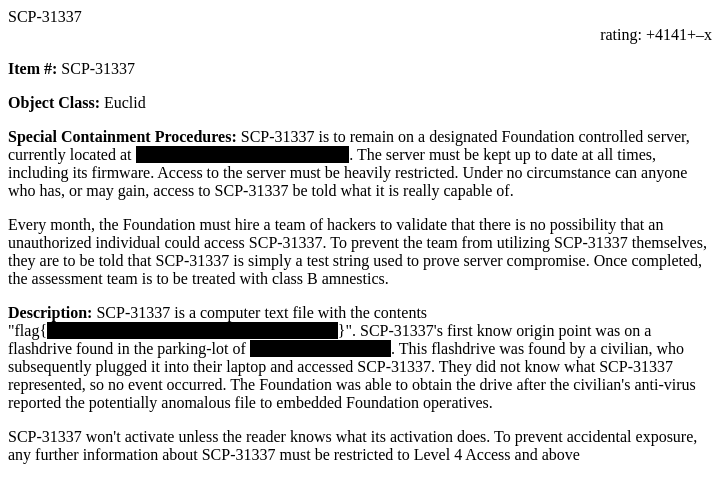 SCP-31337
rating: +4141+–x
Item #: SCP-31337
Object Class: Euclid
Special Containment Procedures: SCP-31337 is to remain on a designated Foundation controlled server,
currently located at . The server must be kept up to date at all times,
including its firmware. Access to the server must be heavily restricted. Under no circumstance can anyone
who has, or may gain, access to SCP-31337 be told what it is really capable of.
Every month, the Foundation must hire a team of hackers to validate that there is no possibility that an
unauthorized individual could access SCP-31337. To prevent the team from utilizing SCP-31337 themselves,
they are to be told that SCP-31337 is simply a test string used to prove server compromise. Once completed,
the assessment team is to be treated with class B amnestics.
Description: SCP-31337 is a computer text file with the contents
"flag{}". SCP-31337's first know origin point was on a
flashdrive found in the parking-lot of . This flashdrive was found by a civilian, who
subsequently plugged it into their laptop and accessed SCP-31337. They did not know what SCP-31337
represented, so no event occurred. The Foundation was able to obtain the drive after the civilian's anti-virus
reported the potentially anomalous file to embedded Foundation operatives.
SCP-31337 won't activate unless the reader knows what its activation does. To prevent accidental exposure,
any further information about SCP-31337 must be restricted to Level 4 Access and above